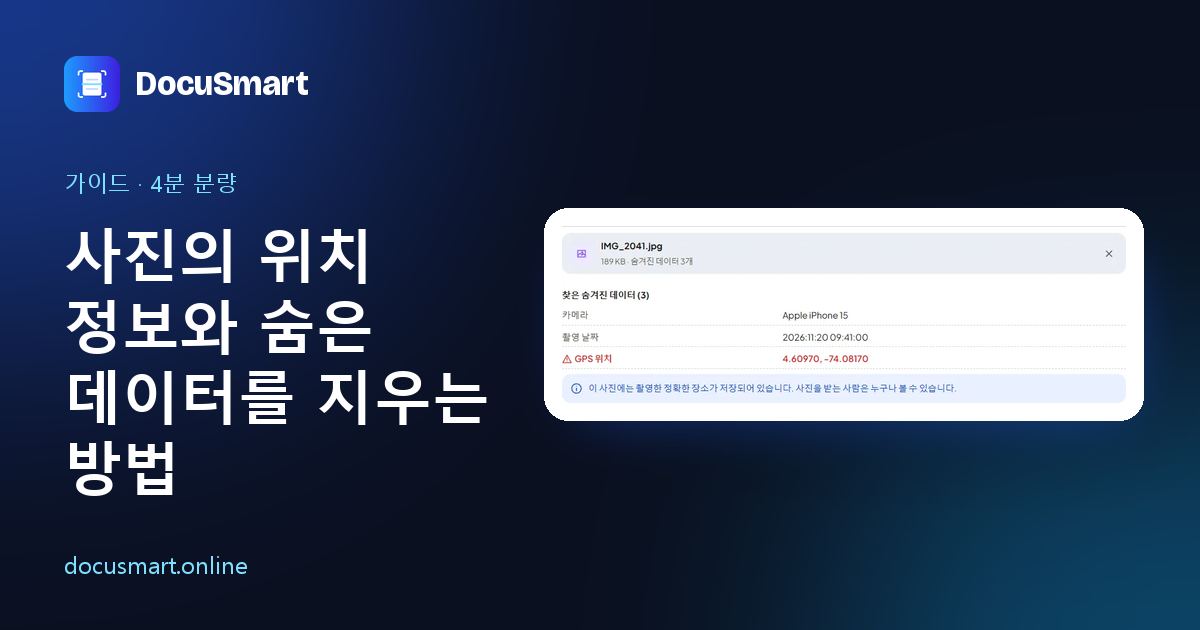 DocuSmart
가이드 · 4분 분량
사진의 위치
정보와 숨은
데이터를 지우는
방법
docusmart.online
IMG_2041.jpg
189 KB · 숨겨진 데이터 3개
찾은 숨겨진 데이터 (3)
카메라 Apple iPhone 15
촬영 날짜 2026:11:20 09:41:00
GPS 위치 4.60970, -74.08170
이 사진에는 촬영한 정확한 장소가 저장되어 있습니다. 사진을 받는 사람은 누구나 볼 수 있습니다.